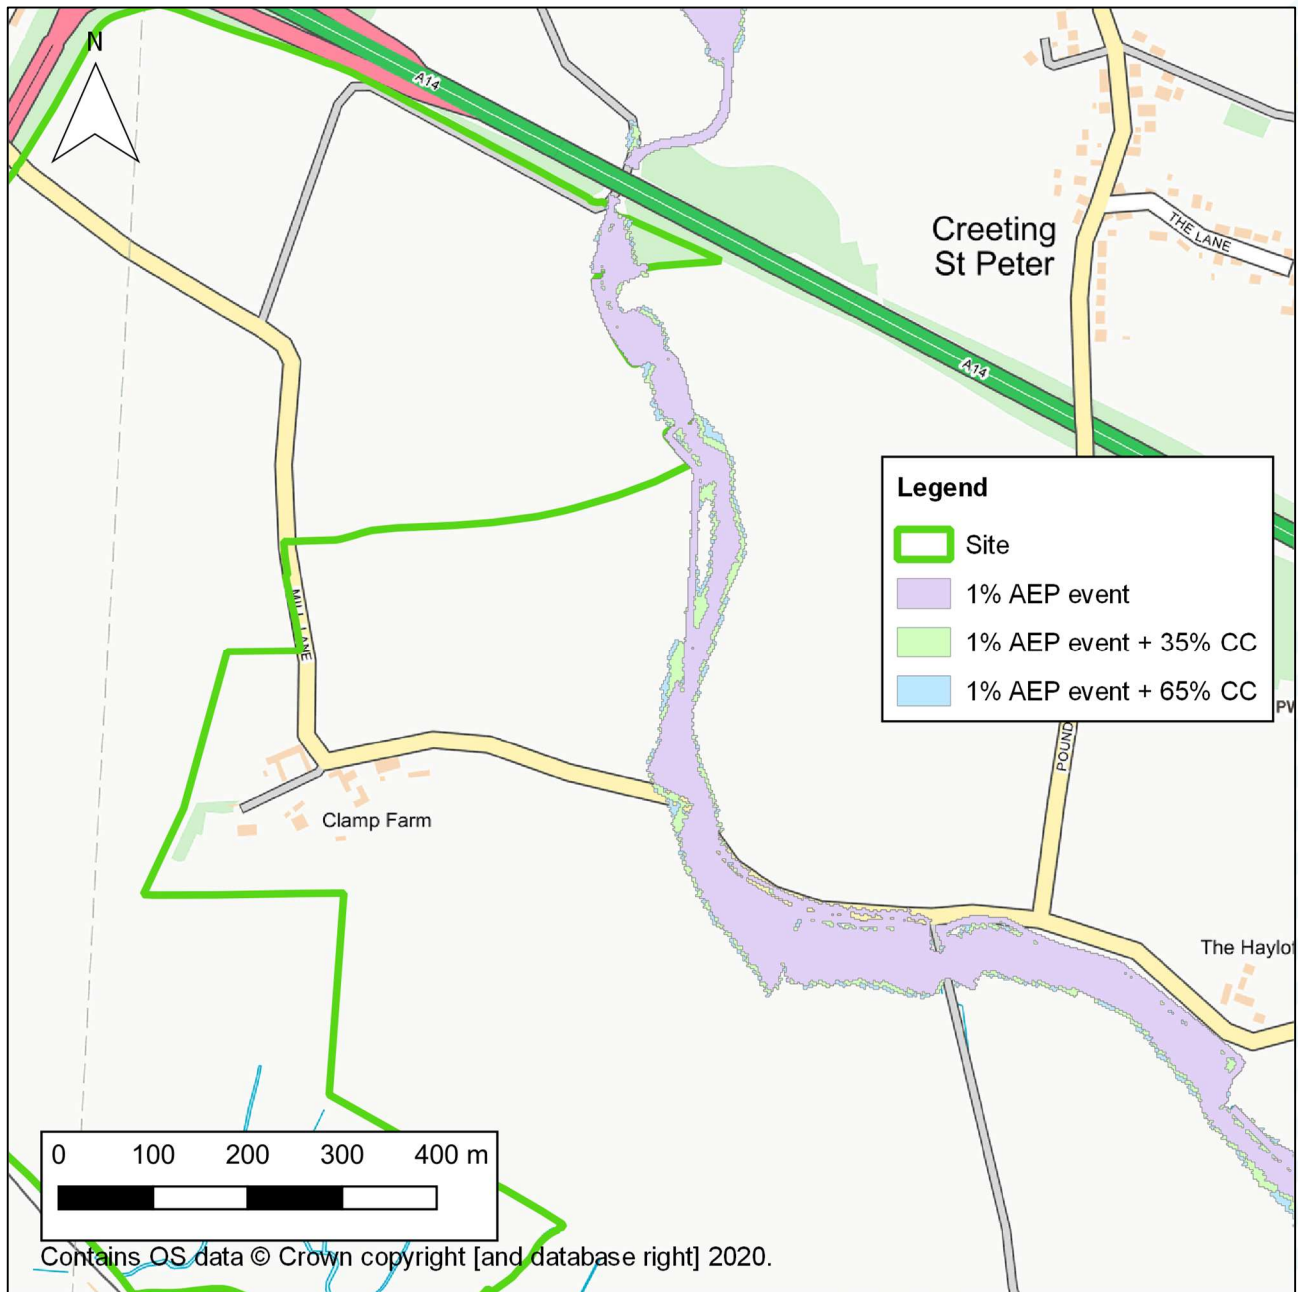 N
A14
Creeting
St Peter
THE LANE
A14
Legend
Site
1% AEP event
1% AEP event + 35% CC
1% AEP event + 65% CC
MILL LANE
POUND
Clamp Farm
0 100 200 300 400 m
Contains OS data © Crown copyright [and database right] 2020.